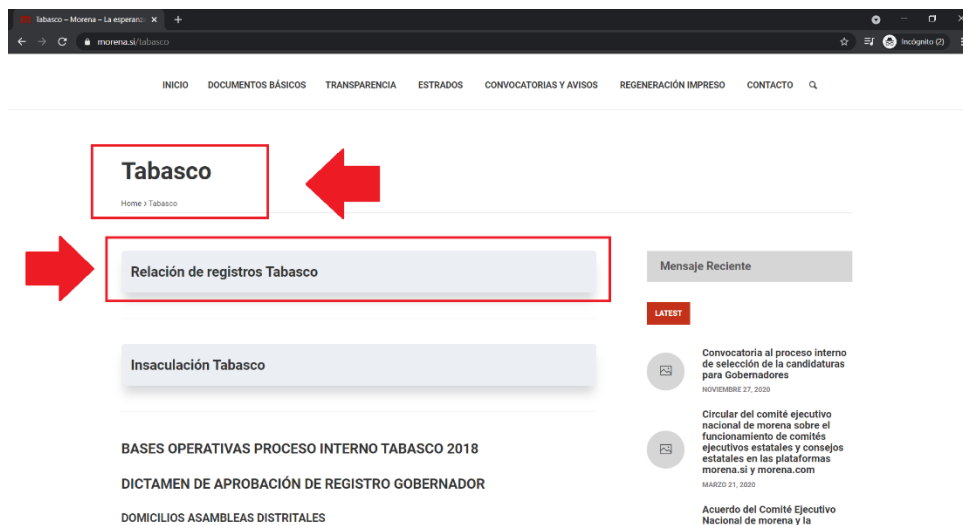 Tabasco – Morena – La esperanz
Incógnito (2)
morena.si/tabasco
INICIO DOCUMENTOS BÁSICOS TRANSPARENCIA ESTRADOS CONVOCATORIAS Y AVISOS REGENERACIÓN IMPRESO CONTACTO
Tabasco
Home > Tabasco
Relación de registros Tabasco
Insaculación Tabasco
BASES OPERATIVAS PROCESO INTERNO TABASCO 2018
DICTAMEN DE APROBACIÓN DE REGISTRO GOBERNADOR
DOMICILIOS ASAMBLEAS DISTRITALES
Mensaje Reciente
LATEST
Convocatoria al proceso interno
de selección de la candidaturas
para Gobernadores
NOVIEMBRE 27, 2020
Circular del comité ejecutivo
nacional de morena sobre el
funcionamiento de comités
ejecutivos estatales y consejos
estatales en las plataformas
morena.si y morena.com
MARZO 21, 2020
Acuerdo del Comité Ejecutivo
Nacional de morena y la